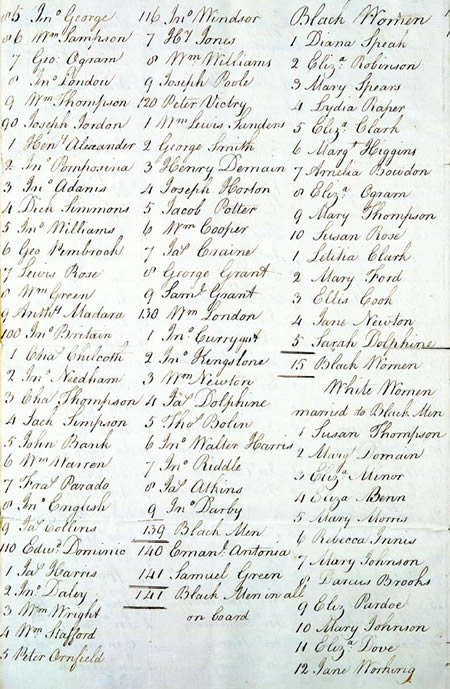 85 Jnº George
86 Wm Sampson
7 Geo: Ogram
8 Jnº London
9 Wm Thompson
90 Joseph Jordon
1 Henr Alexander
2 Jnº Pomposina
3 Jnº Adams
4 Dick Simmons
5 Jnº Williams
6 Geo Pembrook
7 Lewis Rose
8 Wm Green
9 Anthy Madara
100 Jnº Britain
1 Chas Chilcoth
2 Jnº Needham
3 Chas Thompson
4 Jack Simpson
5 John Bank
6 Wm Warren
7 Fras Parado
8 Jnº English
9 Jas Collins
110 Edwd Dominic
1 Jas Harris
2 Jnº Daley
3 Wm Wright
4 Wm Stafford
5 Peter Ornfield
116 Jnº Windsor
7 Hy Jones
8 Wm Williams
9 Joseph Poole
120 Peter Viotry
1 Wm Lewis Sanders
2 George Smith
3 Henry Demain
4 Joseph Horton
5 Jacob Potter
6 Wm Cooper
7 Jas Craine
8 George Grant
9 Saml Grant
130 Wm London
1 Jnº
2 Jnº Kingstone
3 Wm Newton
4 Jas Dolphine
5 Thos Bolin
6 Jnº Walter Harris
7 Jnº Riddle
8 Jas Athins
9 Jnº Darby
139 Black Men
140 Emanl Antonia
141 Samuel Green
141 Black Men in all
on board
Black Women
1 Diana Speak
2 Eliza Robinson
3 Mary Spears
4 Lydia Raper
5 Eliza Clark
6 Margt Higgins
7 Amelia Bowdon
8 Eliza Ogram
9 Mary Thompson
10 Susan Rose
1 Letitia Clark
2 Mary Ford
3 Ellis Cook
4 Jane Newton
5 Sarah Dolphine
15 Black Women
White Women
married to Black Men
1 Susan Thompson
2 Margt Domain
3 Eliza Minor
4 Eliza Benn
5 Mary Morris
6 Rebecca Innis
7 Mary Johnson
8 Darcus Brooks
9 Eliz Pardoe
10 Mary Johnson
11 Eliza Dove
12 Jane Working